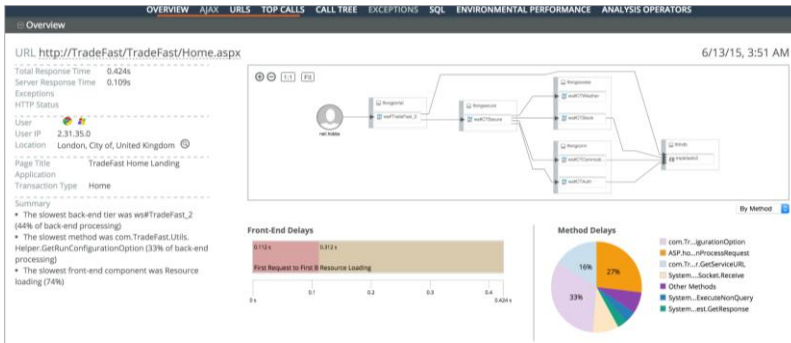 OVERVIEW AJAX URLS TOP CALLS CALL TREE EXCEPTIONS SQL ENVIRONMENTAL PERFORMANCE ANALYSIS OPERATORS
Overview
URL http://TradeFast/TradeFast/Home.aspx
6/13/15, 3:51 AM
Total Response Time 0.424s
Server Response Time 0.109s
Exceptions
HTTP Status
User
User IP 2.31.35.0
Location London, City of, United Kingdom
Page Title TradeFast Home Landing
Application
Transaction Type Home
Summary
• The slowest back-end tier was ws#TradeFast_2
(44% of back-end processing)
• The slowest method was com.TradeFast.Utils.
Helper.GetRunConfigurationOption (33% of back-end
processing)
• The slowest front-end component was Resource
loading (74%)
1:1
Fit
ws#TradeFast_2
By Method
Front-End Delays
0.112 s
0.312 s
First Request to First B Resource Loading
0 s
0.1
0.2
0.3
0.4
0.424 s
Method Delays
16%
27%
33%
com.Tr...igurationOption
ASP.ho...nProcessRequest
com.Tr...r.GetServiceURL
System....Socket.Receive
Other Methods
System...ExecuteNonQuery
System...est.GetResponse